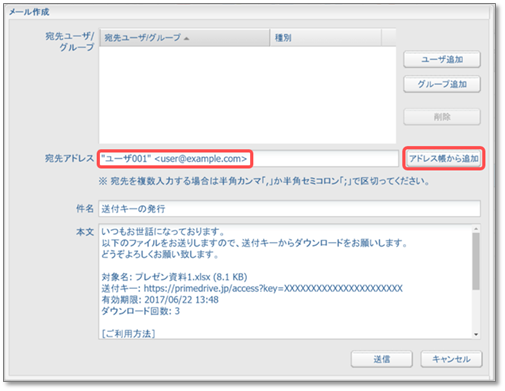 メール作成
宛先ユーザ/
グループ
宛先ユーザ/グループ 種別
ユーザ追加
グループ追加
削除
宛先アドレス "ユーザ001" <user@example.com> アドレス帳から追加
※ 宛先を複数入力する場合は半角カンマ「,」か半角セミコロン「;」で区切ってください。
件名 送付キーの発行
本文 いつもお世話になっております。
以下のファイルをお送りしますので、送付キーからダウンロードをお願いします。
どうぞよろしくお願い致します。
対象名: プレゼン資料1.xlsx (8.1 KB)
送付キー: https://primedrive.jp/access?key=XXXXXXXXXXXXXXXXXXXXXX
有効期限: 2017/06/22 13:48
ダウンロード回数: 3
[ご利用方法]
送信 キャンセル